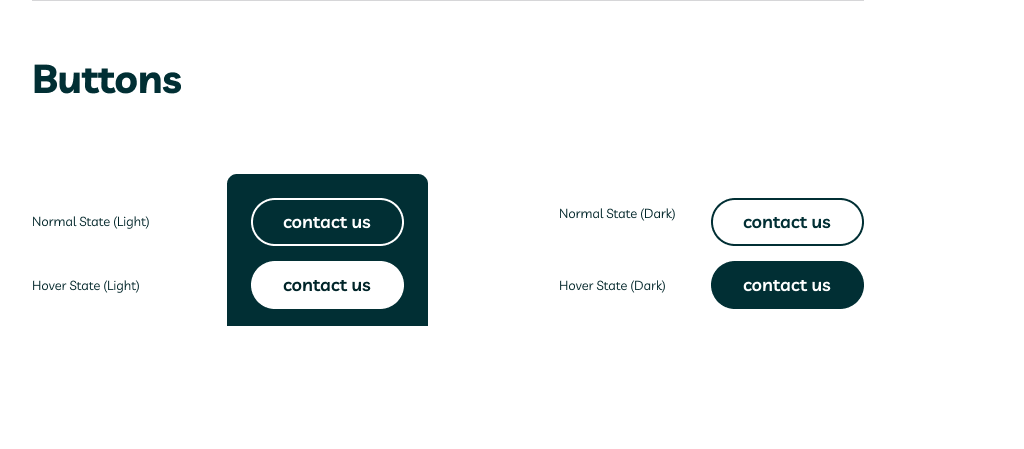 Buttons
Normal State (Light)
contact us
Normal State (Dark)
contact us
Hover State (Light)
contact us
Hover State (Dark)
contact us